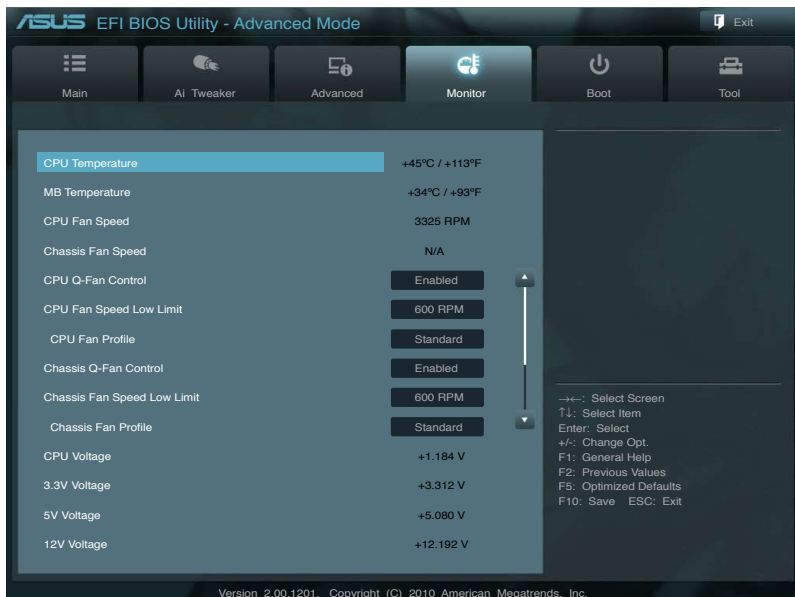 ASUS EFI BIOS Utility - Advanced Mode
Exit
Main
Ai Tweaker
Advanced
Monitor
Boot
Tool
CPU Temperature +45ºC / +113ºF
MB Temperature +34ºC / +93ºF
CPU Fan Speed 3325 RPM
Chassis Fan Speed N/A
CPU Q-Fan Control Enabled
CPU Fan Speed Low Limit 600 RPM
CPU Fan Profile Standard
Chassis Q-Fan Control Enabled
Chassis Fan Speed Low Limit 600 RPM
Chassis Fan Profile Standard
CPU Voltage +1.184 V
3.3V Voltage +3.312 V
5V Voltage +5.080 V
12V Voltage +12.192 V
→←: Select Screen
↑↓: Select Item
Enter: Select
+/-: Change Opt.
F1: General Help
F2: Previous Values
F5: Optimized Defaults
F10: Save ESC: Exit
Version 2.00.1201. Copyright (C) 2010 American Megatrends, Inc.